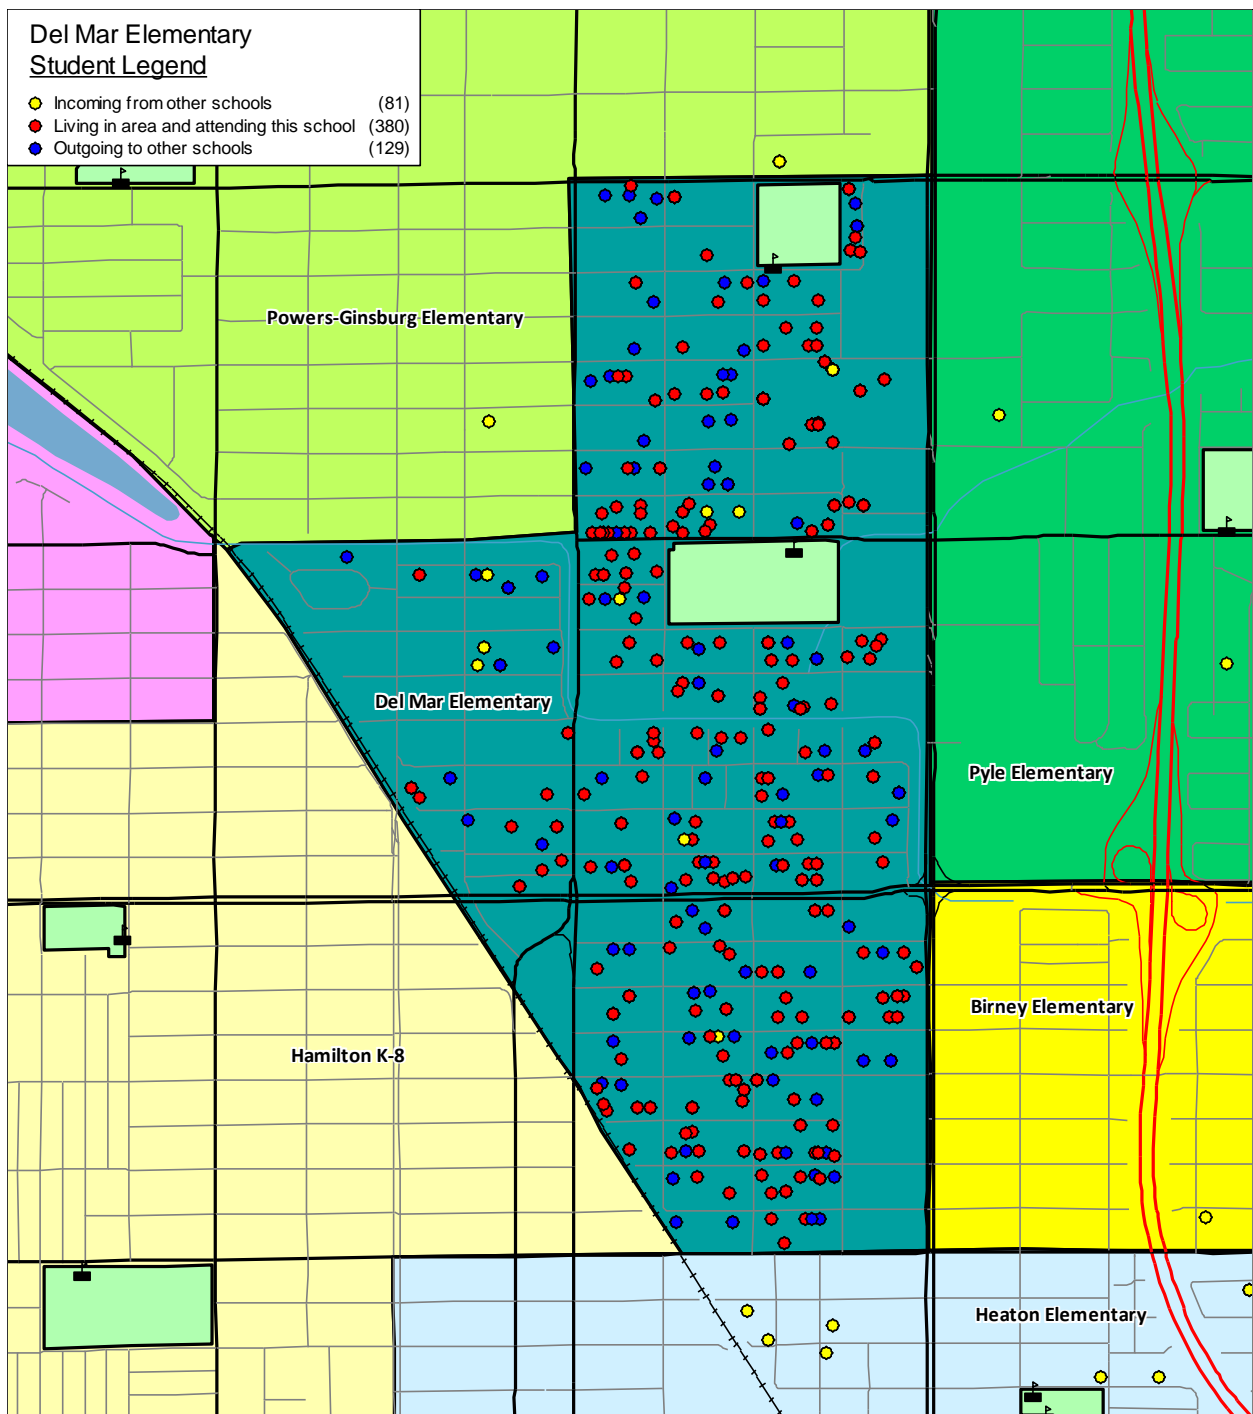 Del Mar Elementary
Student Legend
Incoming from other schools (81)
Living in area and attending this school (380)
Outgoing to other schools (129)
Powers-Ginsburg Elementary
Del Mar Elementary
Pyle Elementary
Birney Elementary
Hamilton K-8
Heaton Elementary